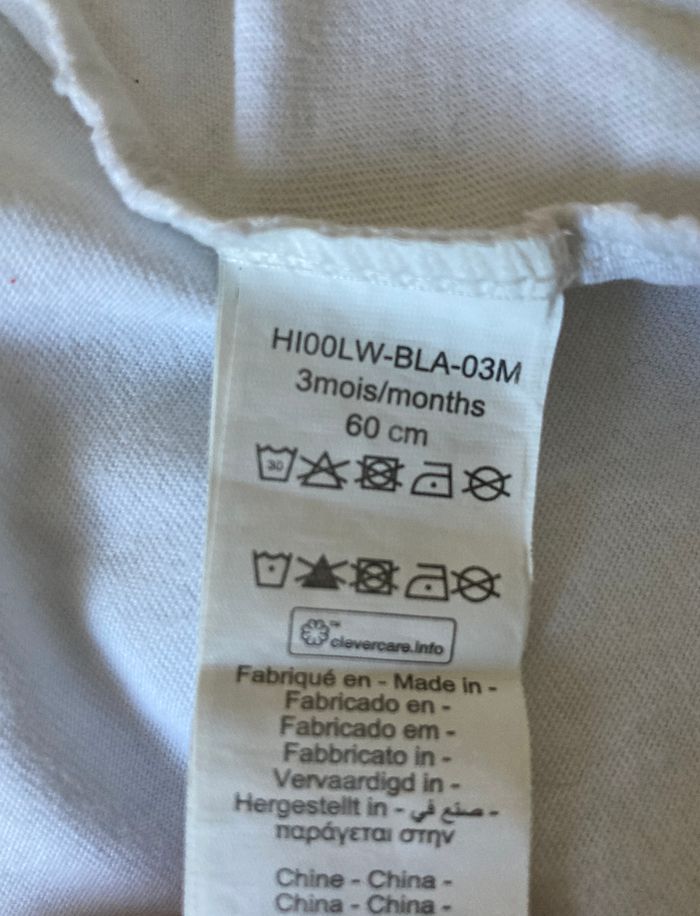 HI00LW-BLA-03M
3mois/months
60 cm
30
™
clevercare.info
Fabriqué en - Made in -
Fabricado en -
Fabricado em -
Fabbricato in -
Vervaardigd in -
Hergestellt in - صنع في -
παράγεται στην
Chine - China -
China - China -